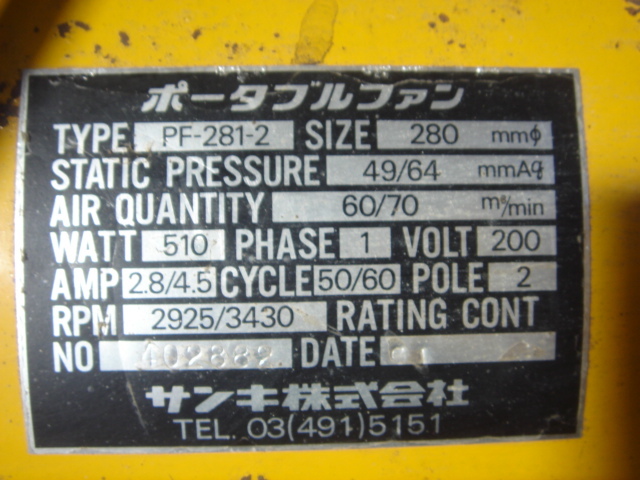 ポータブルファン
TYPE PF-281-2 SIZE 280 mmφ
STATIC PRESSURE 49/64 mmAq
AIR QUANTITY 60/70 m³/min
WATT 510 PHASE 1 VOLT 200
AMP 2.8/4.5 CYCLE 50/60 POLE 2
RPM 2925/3430 RATING CONT
NO 402889 DATE
サンキ株式会社
TEL. 03(491)5151